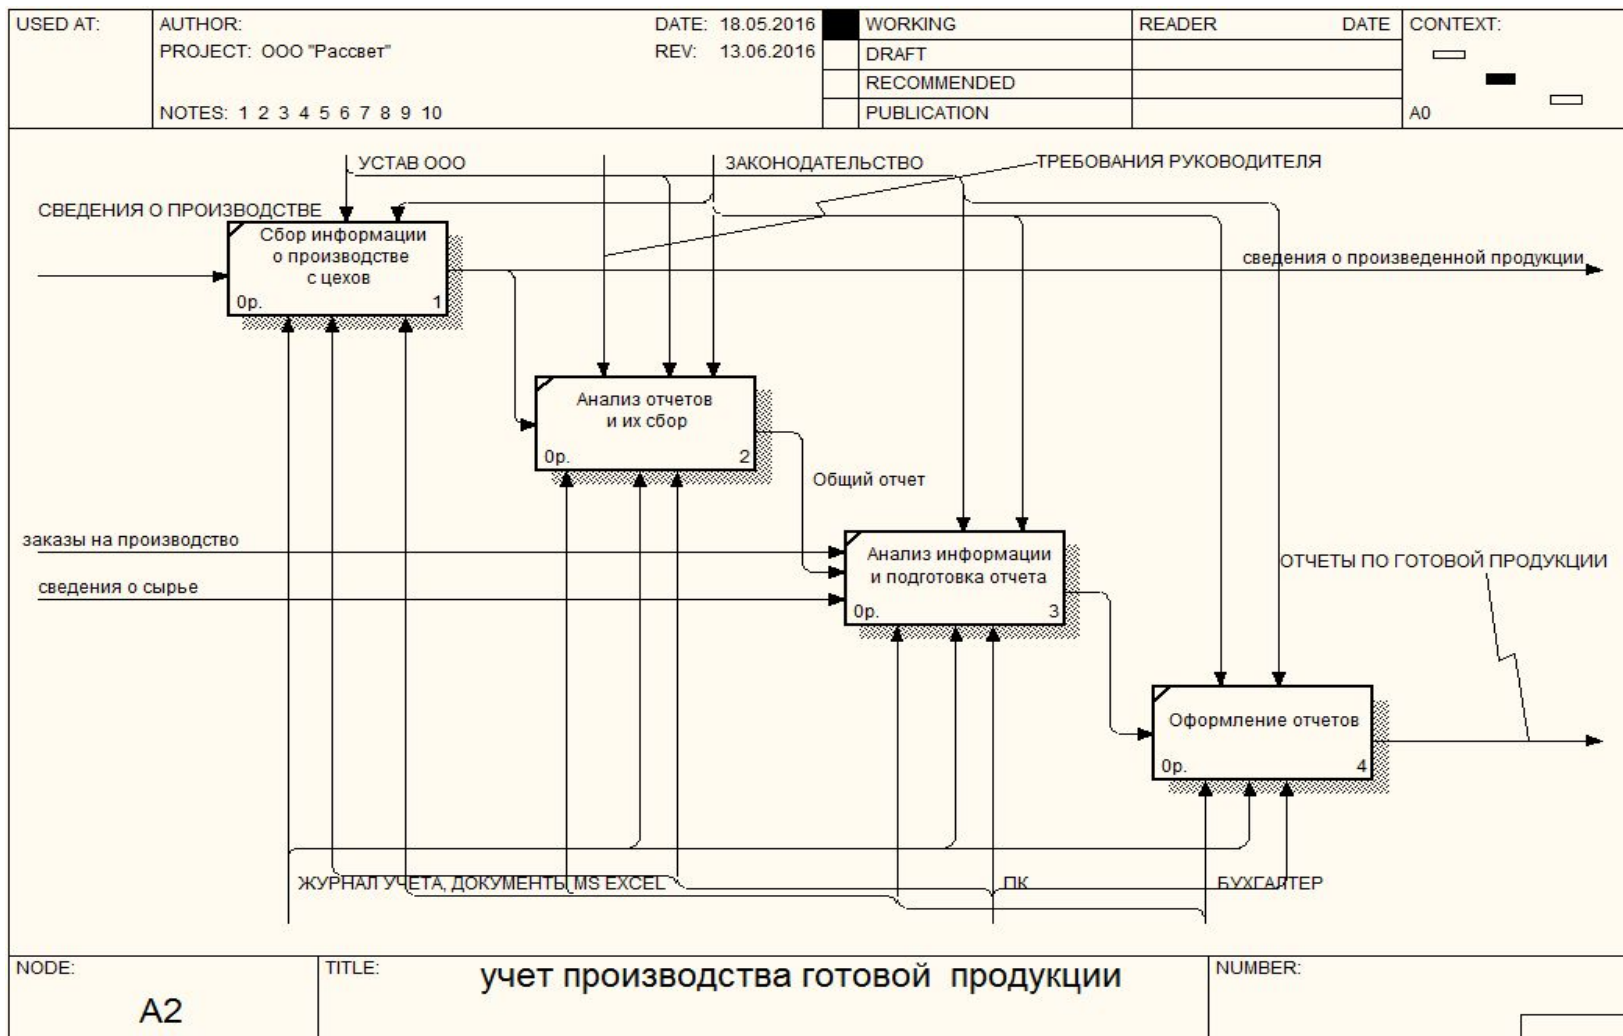 USED AT:
AUTHOR:
DATE: 18.05.2016
WORKING
READER
DATE
CONTEXT:
PROJECT: ООО "Рассвет"
REV: 13.06.2016
DRAFT
RECOMMENDED
NOTES: 1 2 3 4 5 6 7 8 9 10
PUBLICATION
A0
УСТАВ ООО
ЗАКОНОДАТЕЛЬСТВО
ТРЕБОВАНИЯ РУКОВОДИТЕЛЯ
СВЕДЕНИЯ О ПРОИЗВОДСТВЕ
Сбор информации
о производстве
с цехов
0р.
1
сведения о произведенной продукции
Анализ отчетов
и их сбор
0р.
2
Общий отчет
заказы на производство
сведения о сырье
Анализ информации
и подготовка отчета
0р.
3
ОТЧЕТЫ ПО ГОТОВОЙ ПРОДУКЦИИ
Оформление отчетов
0р.
4
ЖУРНАЛ УЧЕТА, ДОКУМЕНТЫ MS EXCEL
ПК
БУХГАЛТЕР
NODE:
A2
TITLE:
учет производства готовой продукции
NUMBER: